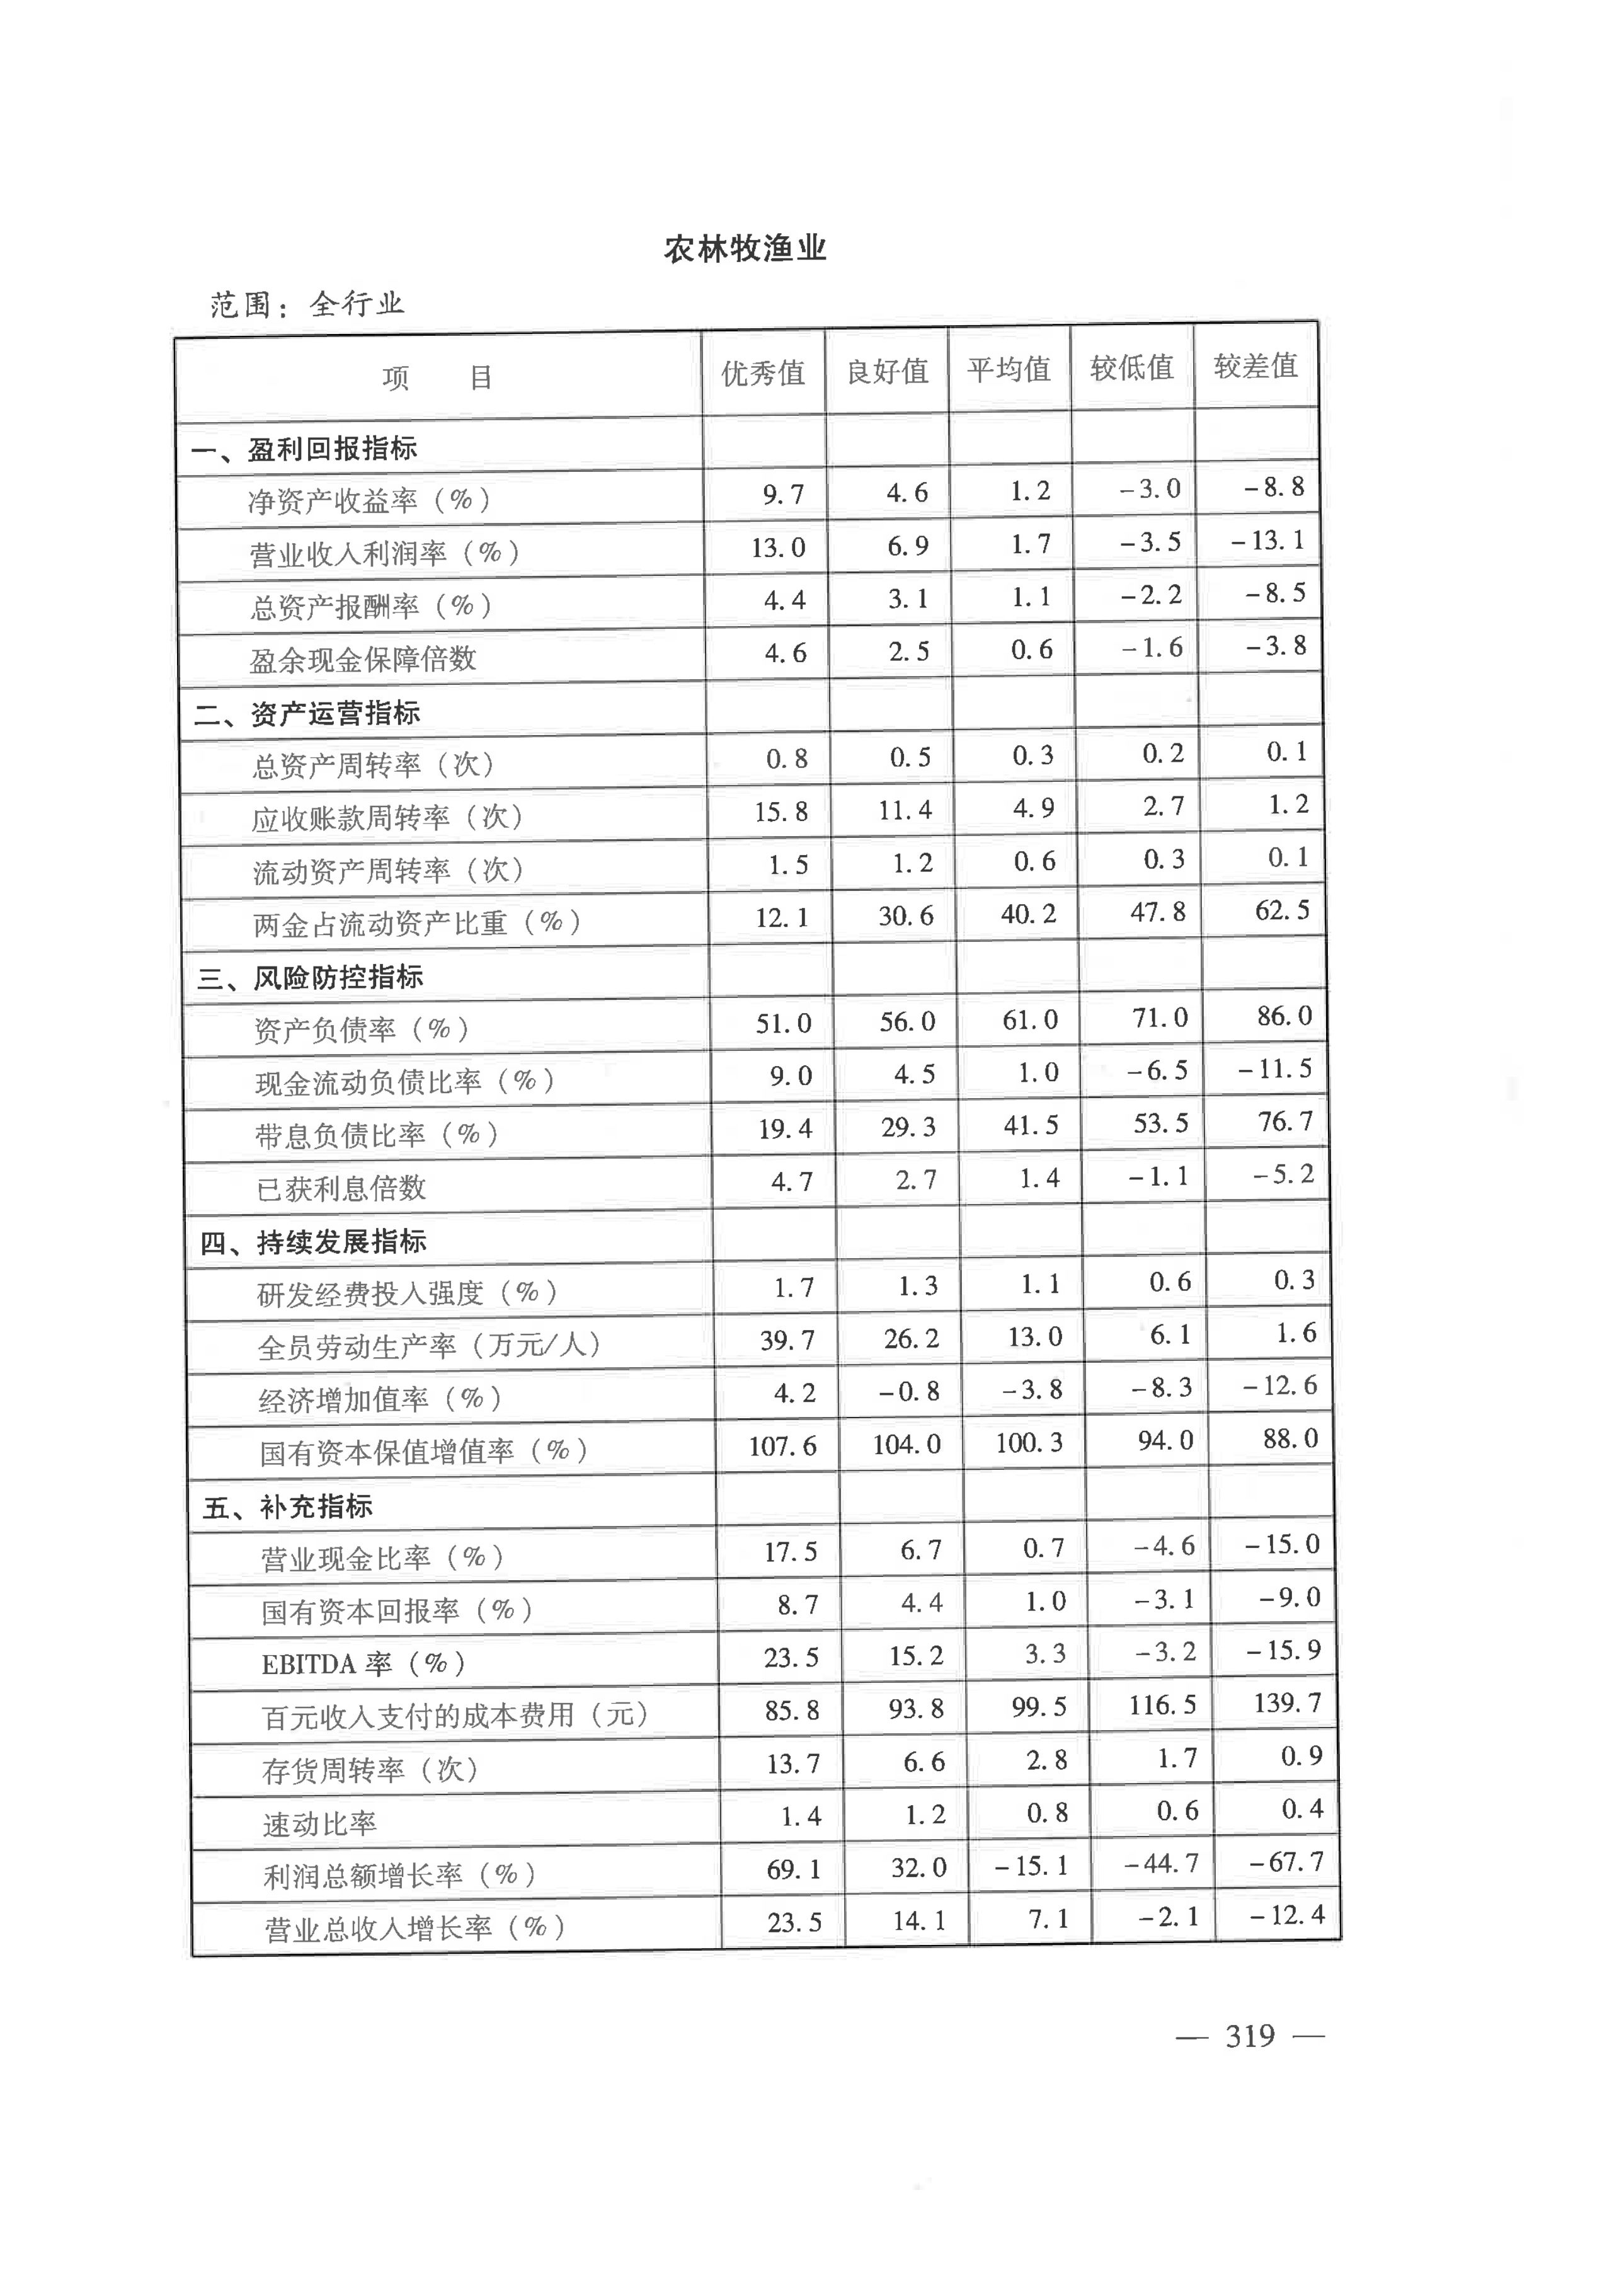 农林牧渔业
范围：全行业
项 目 优秀值 良好值 平均值 较低值 较差值
一、盈利回报指标
净资产收益率（%） 9.7 4.6 1.2 -3.0 -8.8
营业收入利润率（%） 13.0 6.9 1.7 -3.5 -13.1
总资产报酬率（%） 4.4 3.1 1.1 -2.2 -8.5
盈余现金保障倍数 4.6 2.5 0.6 -1.6 -3.8
二、资产运营指标
总资产周转率（次） 0.8 0.5 0.3 0.2 0.1
应收账款周转率（次） 15.8 11.4 4.9 2.7 1.2
流动资产周转率（次） 1.5 1.2 0.6 0.3 0.1
两金占流动资产比重（%） 12.1 30.6 40.2 47.8 62.5
三、风险防控指标
资产负债率（%） 51.0 56.0 61.0 71.0 86.0
现金流动负债比率（%） 9.0 4.5 1.0 -6.5 -11.5
带息负债比率（%） 19.4 29.3 41.5 53.5 76.7
已获利息倍数 4.7 2.7 1.4 -1.1 -5.2
四、持续发展指标
研发经费投入强度（%） 1.7 1.3 1.1 0.6 0.3
全员劳动生产率（万元/人） 39.7 26.2 13.0 6.1 1.6
经济增加值率（%） 4.2 -0.8 -3.8 -8.3 -12.6
国有资本保值增值率（%） 107.6 104.0 100.3 94.0 88.0
五、补充指标
营业现金比率（%） 17.5 6.7 0.7 -4.6 -15.0
国有资本回报率（%） 8.7 4.4 1.0 -3.1 -9.0
EBITDA 率（%） 23.5 15.2 3.3 -3.2 -15.9
百元收入支付的成本费用（元） 85.8 93.8 99.5 116.5 139.7
存货周转率（次） 13.7 6.6 2.8 1.7 0.9
速动比率 1.4 1.2 0.8 0.6 0.4
利润总额增长率（%） 69.1 32.0 -15.1 -44.7 -67.7
营业总收入增长率（%） 23.5 14.1 7.1 -2.1 -12.4
— 319 —